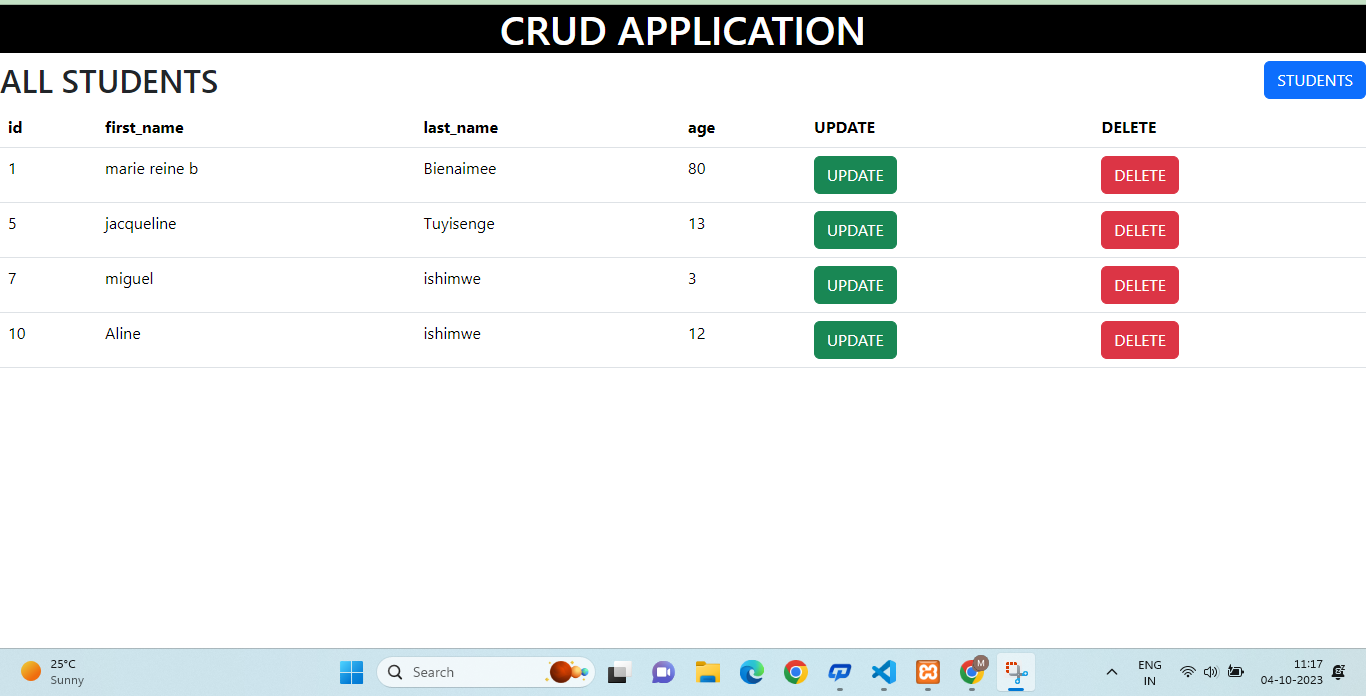 CRUD APPLICATION
ALL STUDENTS STUDENTS
id first_name last_name age UPDATE DELETE
1 marie reine b Bienaimee 80 UPDATE DELETE
5 jacqueline Tuyisenge 13 UPDATE DELETE
7 miguel ishimwe 3 UPDATE DELETE
10 Aline ishimwe 12 UPDATE DELETE
25°C
Sunny
Search
M
ENG
IN
11:17
04-10-2023